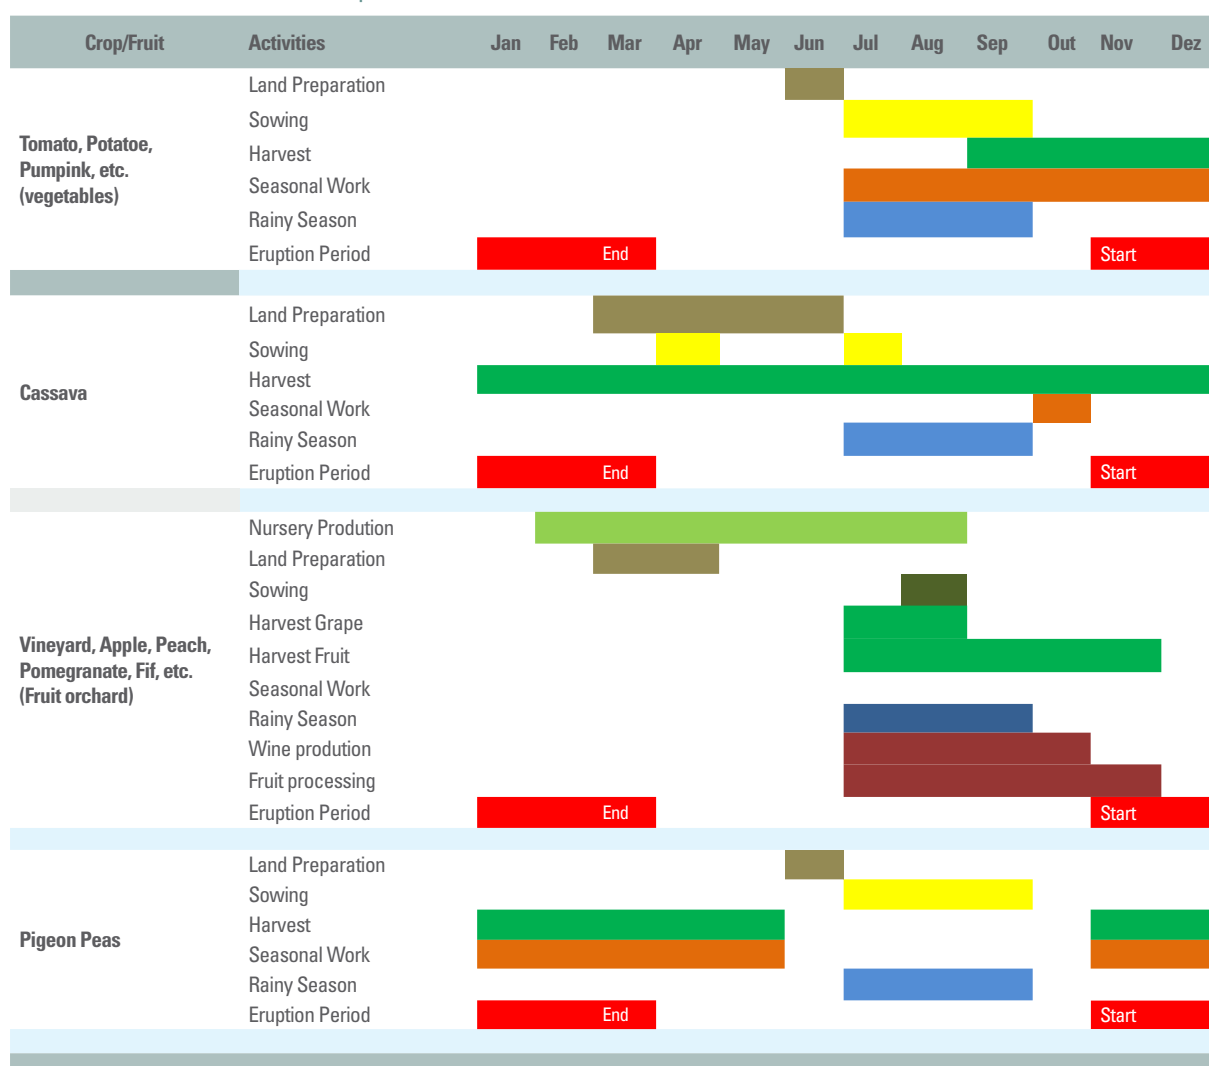 Crop/Fruit Activities Jan Feb Mar Apr May Jun Jul Aug Sep Out Nov Dez
Tomato, Potatoe,
Pumpink, etc.
(vegetables)
Land Preparation
Sowing
Harvest
Seasonal Work
Rainy Season
Eruption Period End Start
Cassava
Land Preparation
Sowing
Harvest
Seasonal Work
Rainy Season
Eruption Period End Start
Vineyard, Apple, Peach,
Pomegranate, Fif, etc.
(Fruit orchard)
Nursery Prodution
Land Preparation
Sowing
Harvest Grape
Harvest Fruit
Seasonal Work
Rainy Season
Wine prodution
Fruit processing
Eruption Period End Start
Pigeon Peas
Land Preparation
Sowing
Harvest
Seasonal Work
Rainy Season
Eruption Period End Start